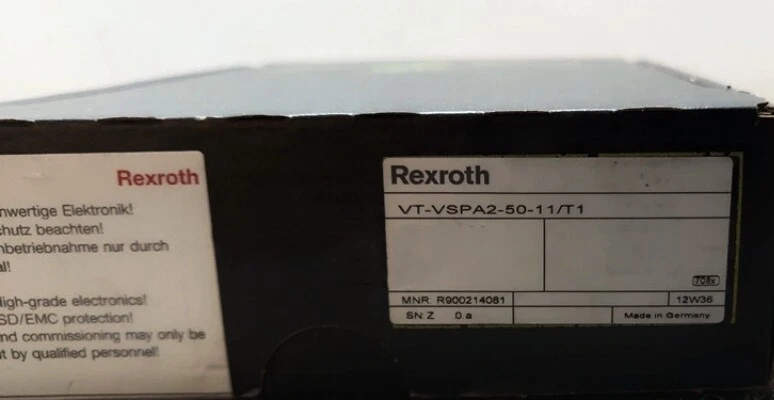 Rexroth
nwertige Elektronik!
chutz beachten!
nbetriebnahme nur durch
al!
High-grade electronics!
SD/EMC protection!
nd commissioning may only be
t by qualified personnel!
Rexroth
VT-VSPA2-50-11/T1
706x
MNR. R900214081
12W36
SN: Z 0.a
Made in Germany